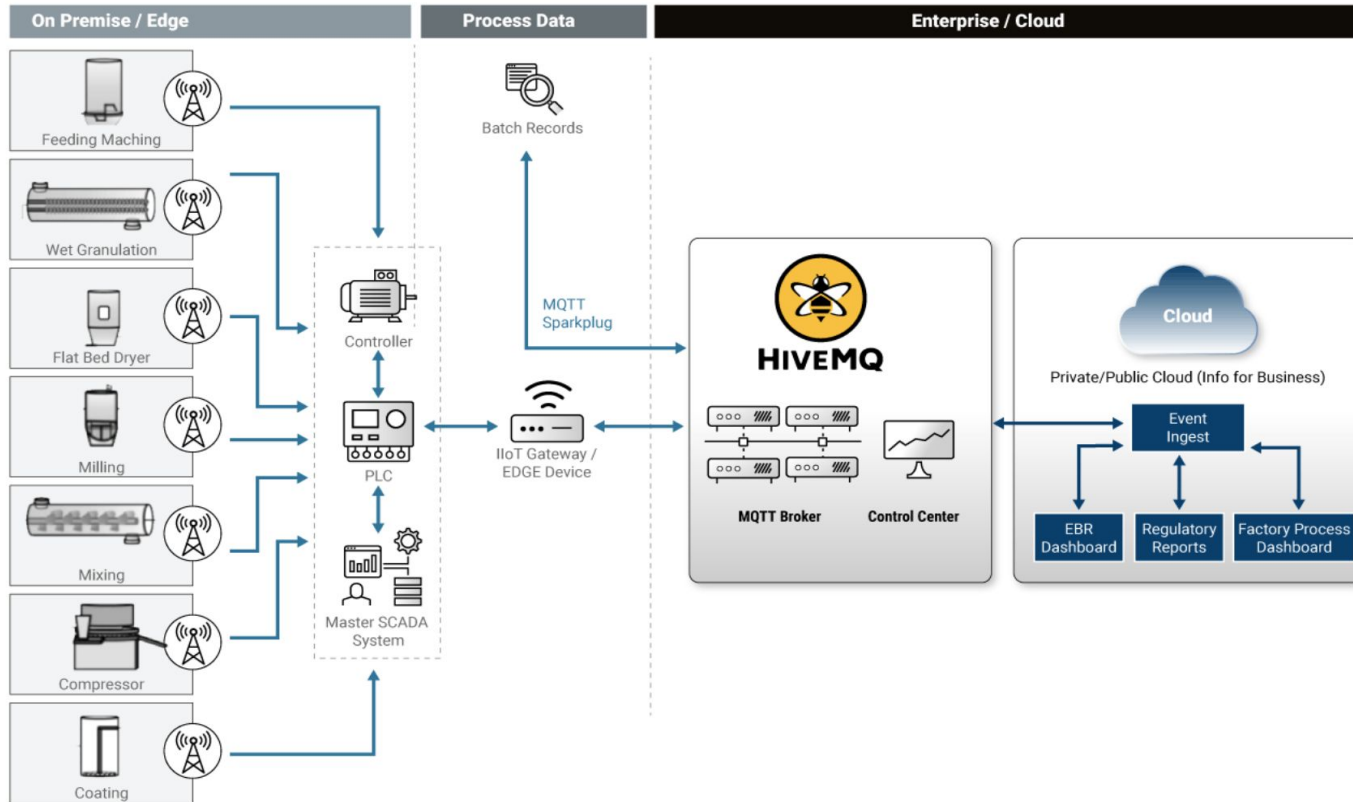 On Premise / Edge
Process Data
Enterprise / Cloud
Feeding Maching
Wet Granulation
Flat Bed Dryer
Milling
Mixing
Compressor
Coating
Controller
PLC
Master SCADA
System
Batch Records
MQTT
Sparkplug
IIoT Gateway /
EDGE Device
HIVEMQ
MQTT Broker
Control Center
Cloud
Private/Public Cloud (Info for Business)
Event
Ingest
EBR
Dashboard
Regulatory
Reports
Factory Process
Dashboard